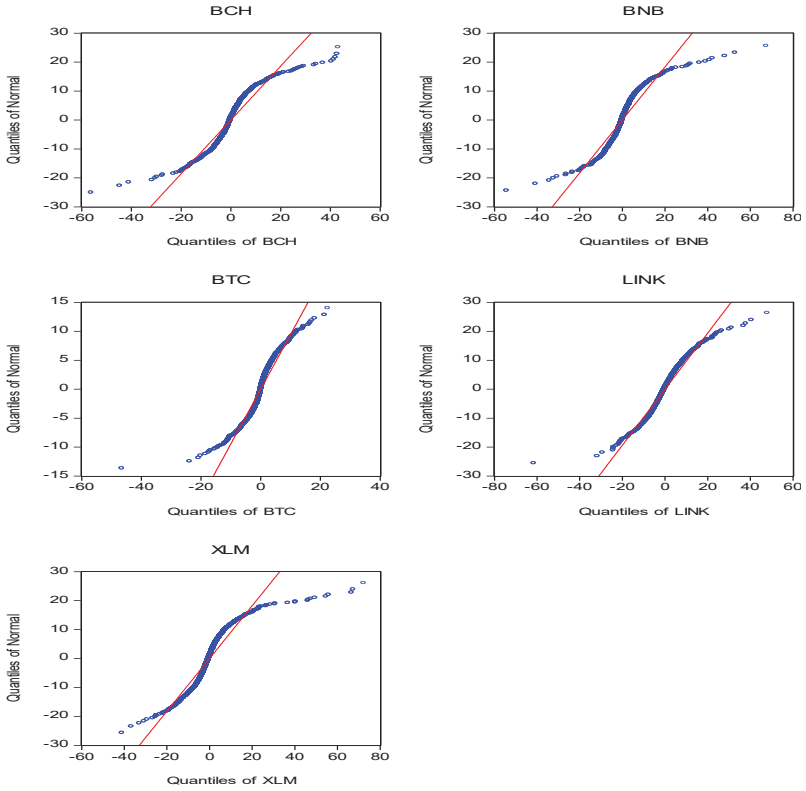 BCH
30
20
10
0
-10
-20
-30
-60 -40 -20 0 20 40 60
Quantiles of Normal
Quantiles of BCH
BNB
30
20
10
0
-10
-20
-30
-60 -40 -20 0 20 40 60 80
Quantiles of Normal
Quantiles of BNB
BTC
15
10
5
0
-5
-10
-15
-60 -40 -20 0 20 40
Quantiles of Normal
Quantiles of BTC
LINK
30
20
10
0
-10
-20
-30
-80 -60 -40 -20 0 20 40 60 80
Quantiles of Normal
Quantiles of LINK
XLM
30
20
10
0
-10
-20
-30
-60 -40 -20 0 20 40 60 80
Quantiles of Normal
Quantiles of XLM